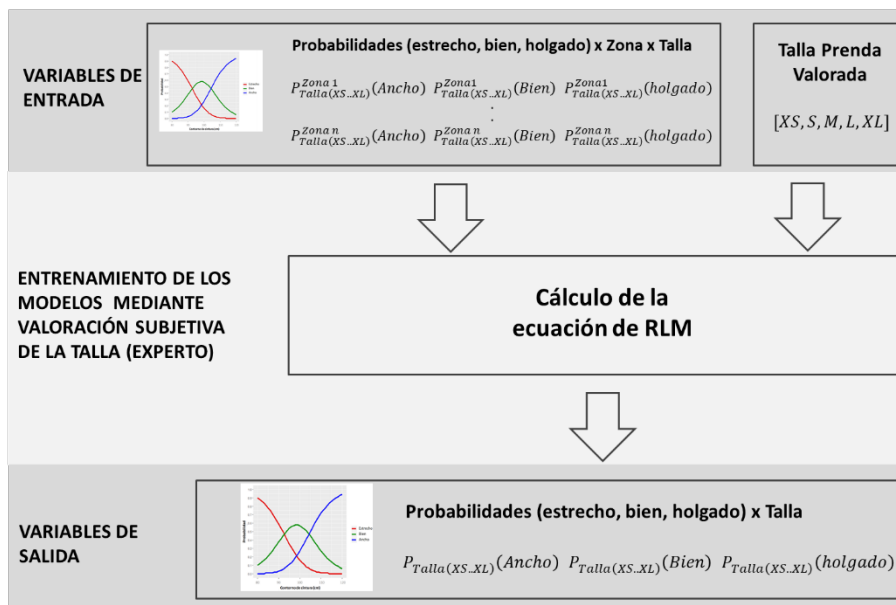 VARIABLES DE
ENTRADA
Probabilidades (estrecho, bien, holgado) x Zona x Talla
P^{Zona 1}_{Talla(XS..XL)}(Ancho) P^{Zona1}_{Talla(XS..XL)}(Bien) P^{Zona1}_{Talla(XS..XL)}(holgado)
:
P^{Zona n}_{Talla(XS..XL)}(Ancho) P^{Zona n}_{Talla(XS..XL)}(Bien) P^{Zona n}_{Talla(XS..XL)}(holgado)
Talla Prenda
Valorada
[XS, S, M, L, XL]
ENTRENAMIENTO DE LOS
MODELOS MEDIANTE
VALORACIÓN SUBJETIVA
DE LA TALLA (EXPERTO)
Cálculo de la
ecuación de RLM
VARIABLES DE
SALIDA
Probabilidades (estrecho, bien, holgado) x Talla
P_{Talla(XS..XL)}(Ancho) P_{Talla(XS..XL)}(Bien) P_{Talla(XS..XL)}(holgado)